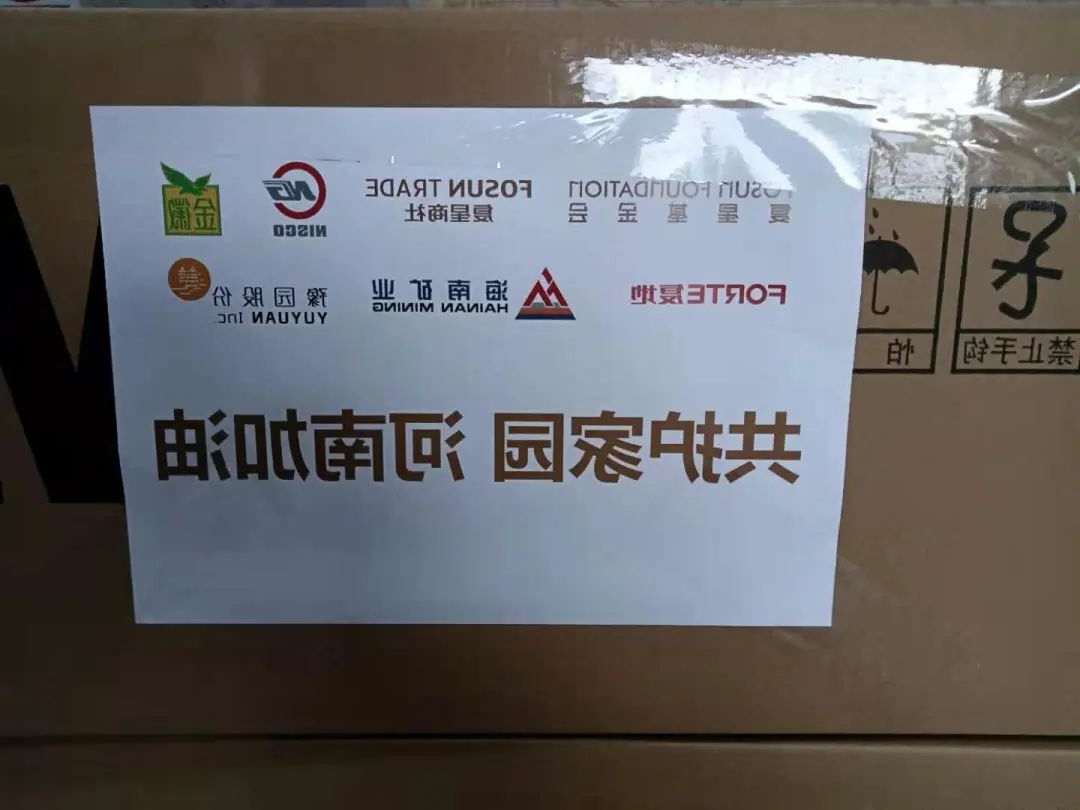 FOSUN FOUNDATION
复星基金会
FOSUN TRADE
复星商社
NISCO
金徽
FORTE复地
海南矿业
HAINAN MINING
豫园股份
YUYUAN Inc.
共护家园 河南加油
禁止手钩
怕